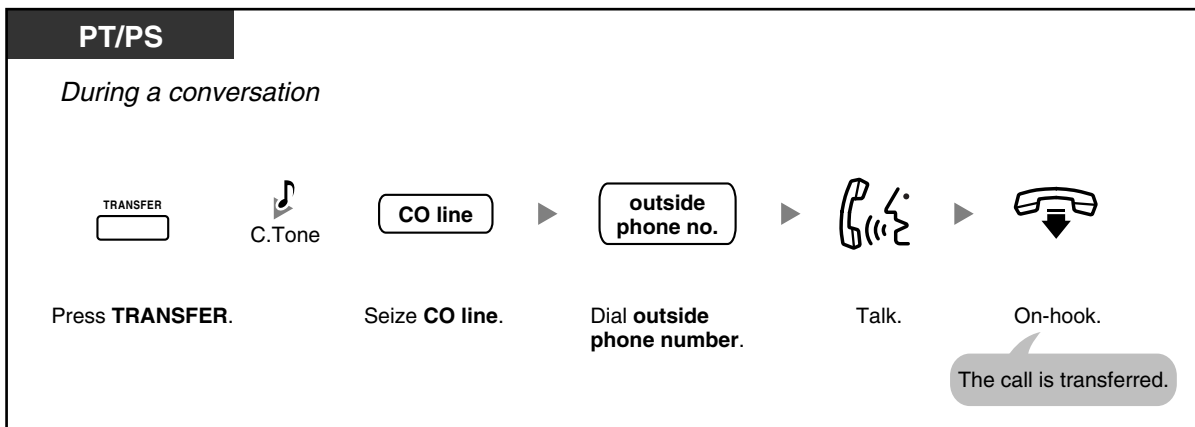 PT/PS
During a conversation
TRANSFER
C.Tone
CO line
outside
phone no.
Press TRANSFER.
Seize CO line.
Dial outside
phone number.
Talk.
On-hook.
The call is transferred.